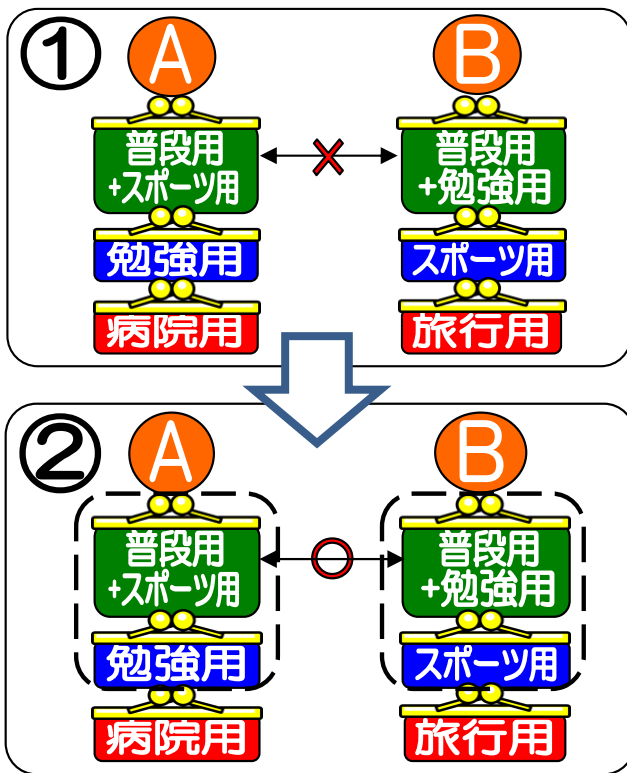 ①
A
B
普段用
+スポーツ用
普段用
+勉強用
勉強用
スポーツ用
病院用
旅行用
②
A
B
普段用
+スポーツ用
普段用
+勉強用
勉強用
スポーツ用
病院用
旅行用